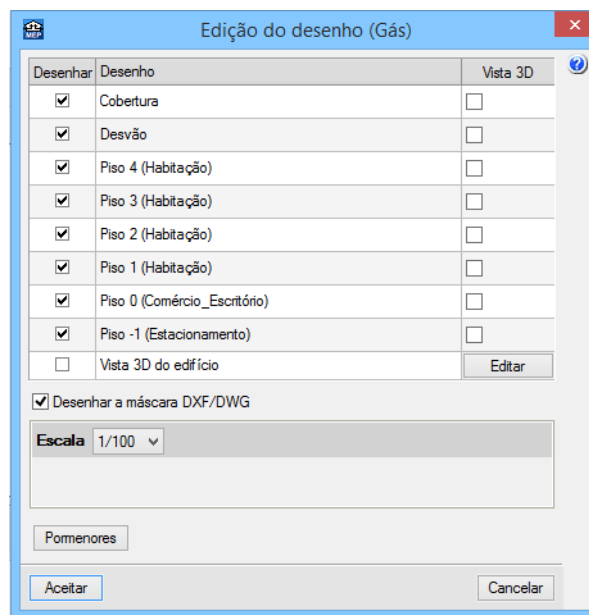 MEP
Edição do desenho (Gás)
Desenhar Desenho Vista 3D
Cobertura
Desvão
Piso 4 (Habitação)
Piso 3 (Habitação)
Piso 2 (Habitação)
Piso 1 (Habitação)
Piso 0 (Comércio_Escritório)
Piso -1 (Estacionamento)
Vista 3D do edifício Editar
Desenhar a máscara DXF/DWG
Escala 1/100
Pormenores
Aceitar Cancelar